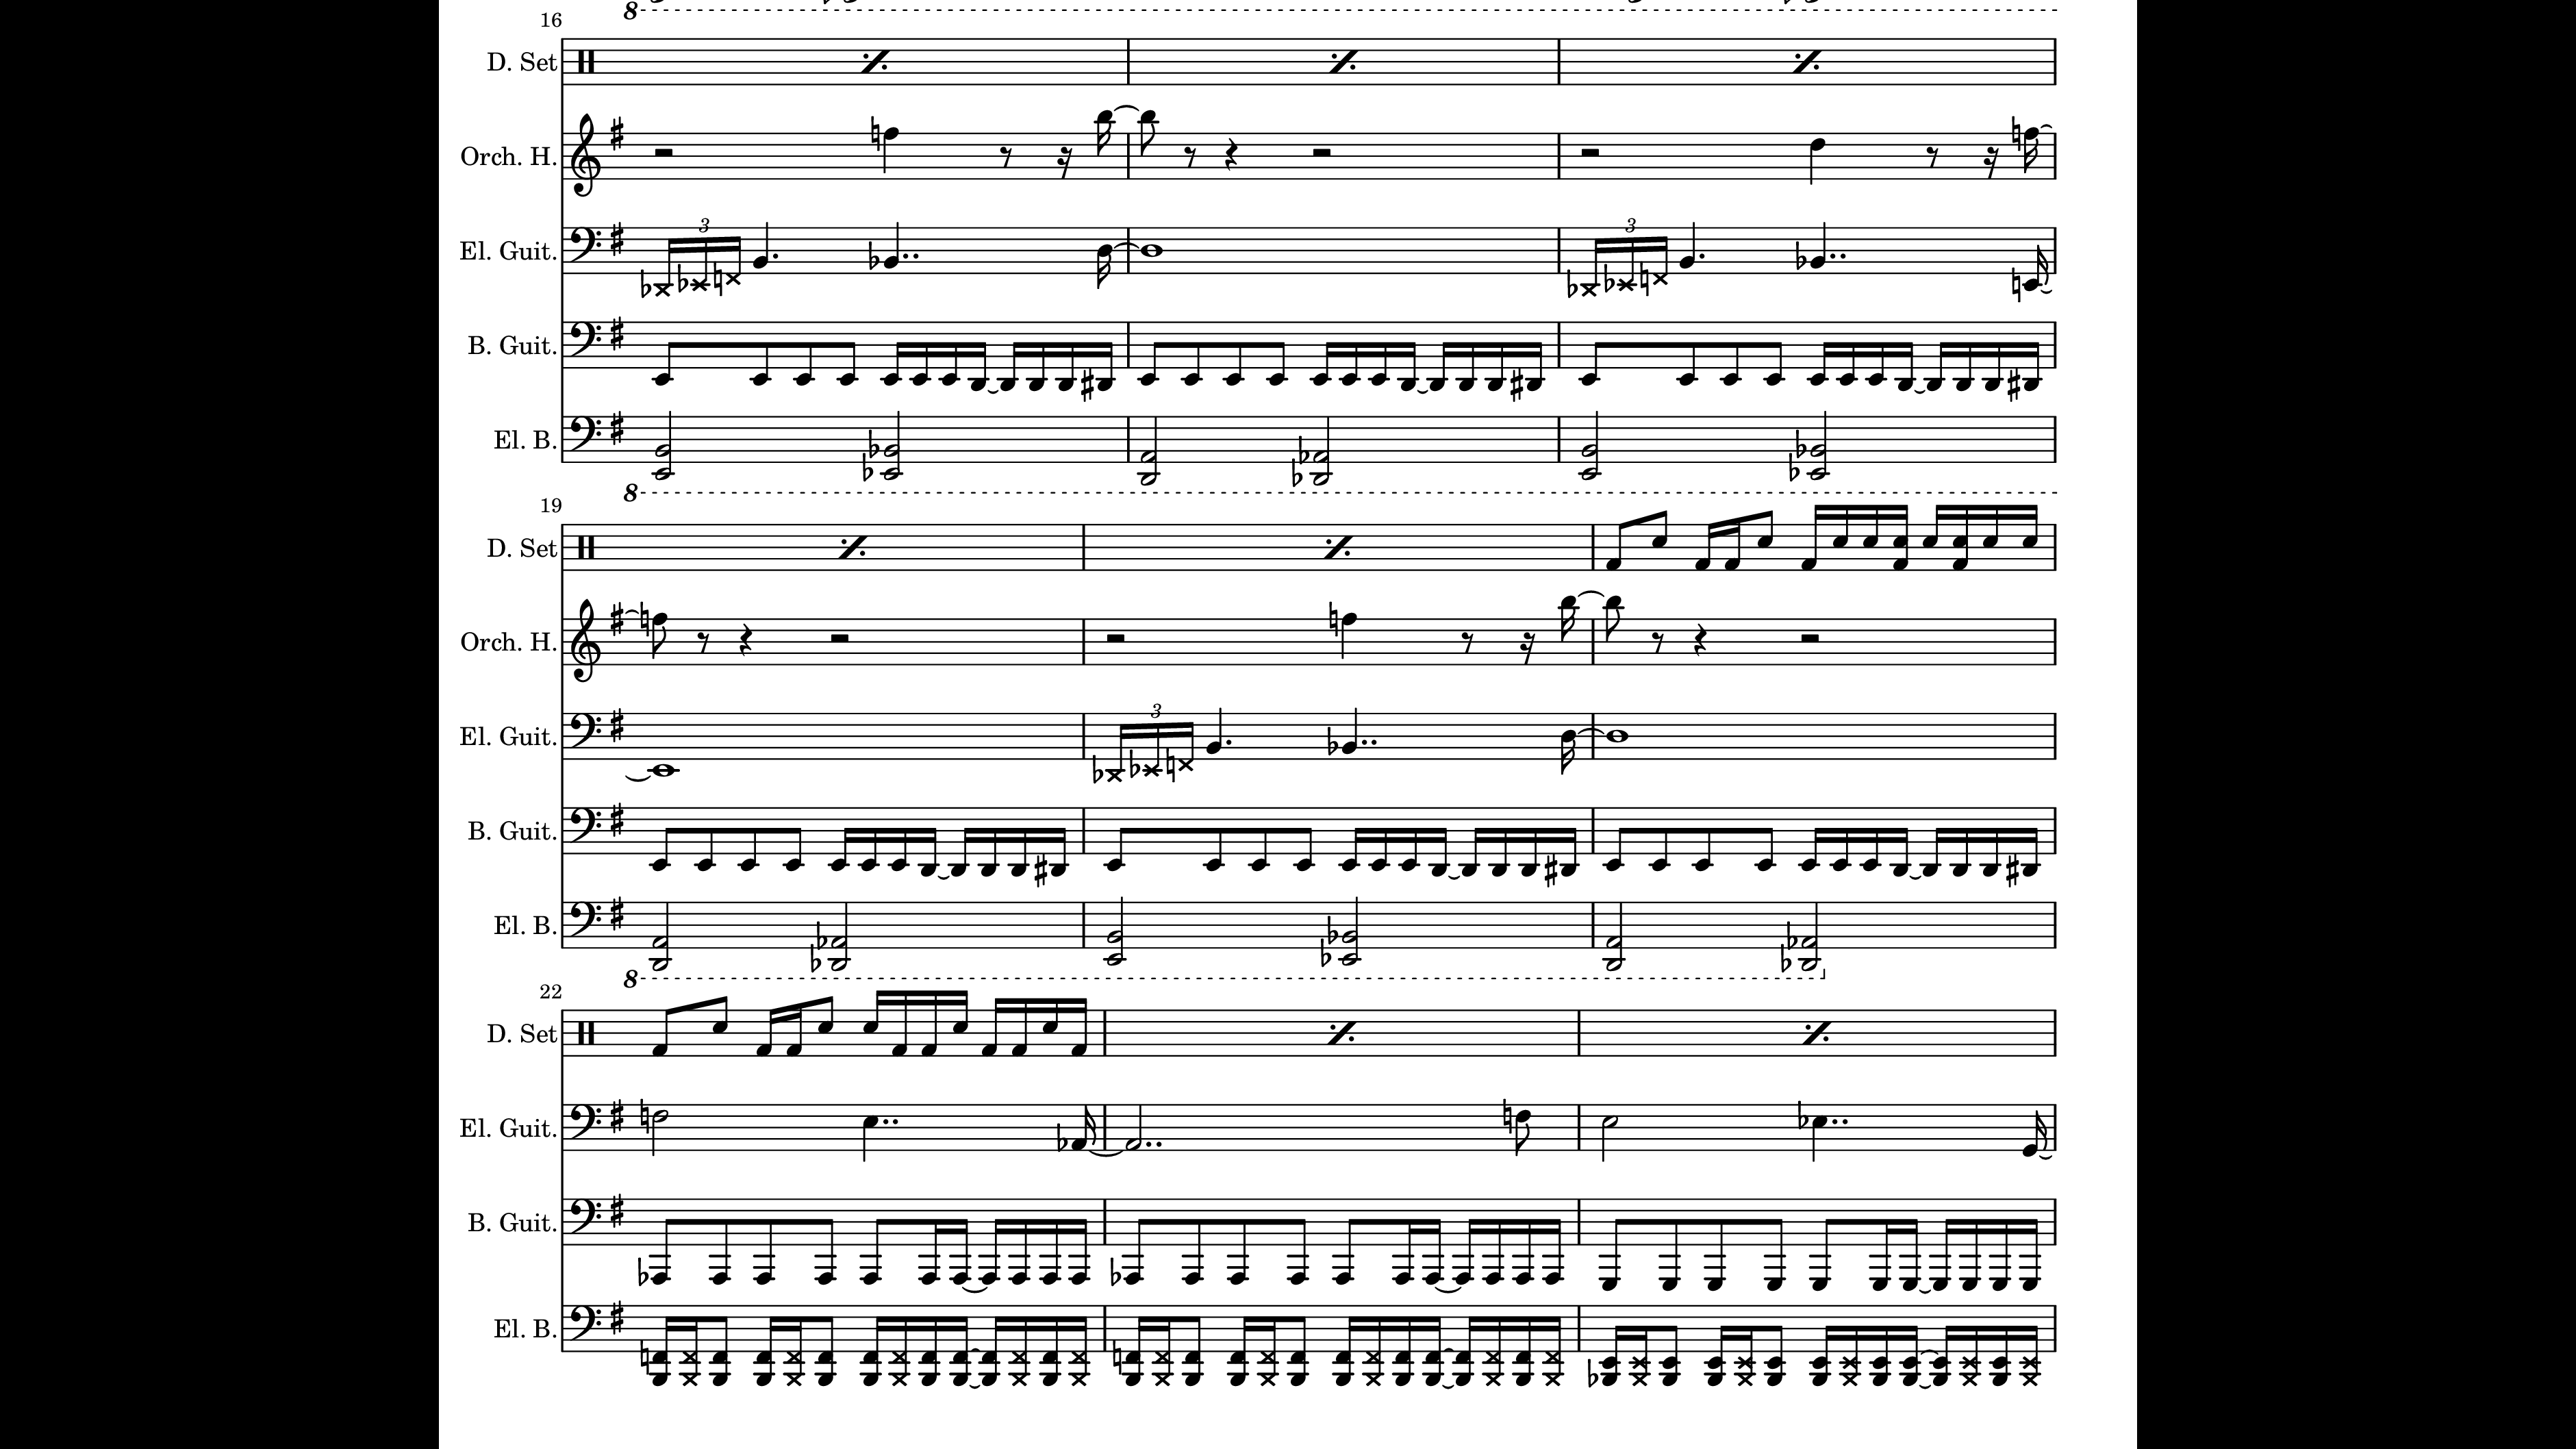 8
16
D. Set
Orch. H.
3
3
El. Guit.
B. Guit.
El. B.
8
19
D. Set
Orch. H.
3
El. Guit.
B. Guit.
El. B.
8
22
D. Set
El. Guit.
B. Guit.
El. B.